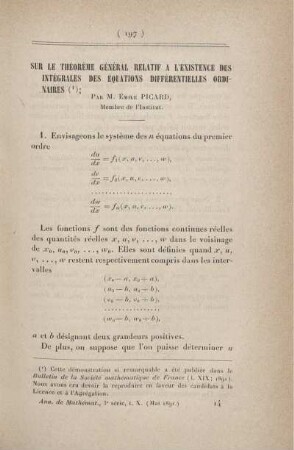 ( 197 )
SUR LE THÉORÈME GÉNÉRAL RELATIF A L'EXISTENCE DES
INTÉGRALES DES ÉQUATIONS DIFFÉRENTIELLES ORDI-
NAIRES (¹);
PAR M. ÉMILE PICARD,
Membre de l'Institut.
1. Envisageons le système des n équations du premier
ordre
du/dx = f₁(x, u, v, ..., w),
dv/dx = f₂(x, u, v, ..., w),
..............................
dw/dx = fₙ(x, u, v, ..., w).
Les fonctions f sont des fonctions continues réelles
des quantités réelles x, u, v, ..., w dans le voisinage
de x₀, u₀, v₀, ..., w₀. Elles sont définies quand x, u,
v, ..., w restent respectivement compris dans les inter-
valles
(x₀ − a, x₀ + a),
(u₀ − b, u₀ + b),
(v₀ − b, v₀ + b),
..................
(w₀ − b, w₀ + b),
a et b désignant deux grandeurs positives.
De plus, on suppose que l'on puisse déterminer n
(¹) Cette démonstration si remarquable a été publiée dans le
Bulletin de la Société mathématique de France (t. XIX; 1891).
Nous avons cru devoir la reproduire en faveur des candidats à la
Licence et à l'Agrégation.
Ann. de Mathémat., 3ᵉ série, t. X. (Mai 1891.) 14